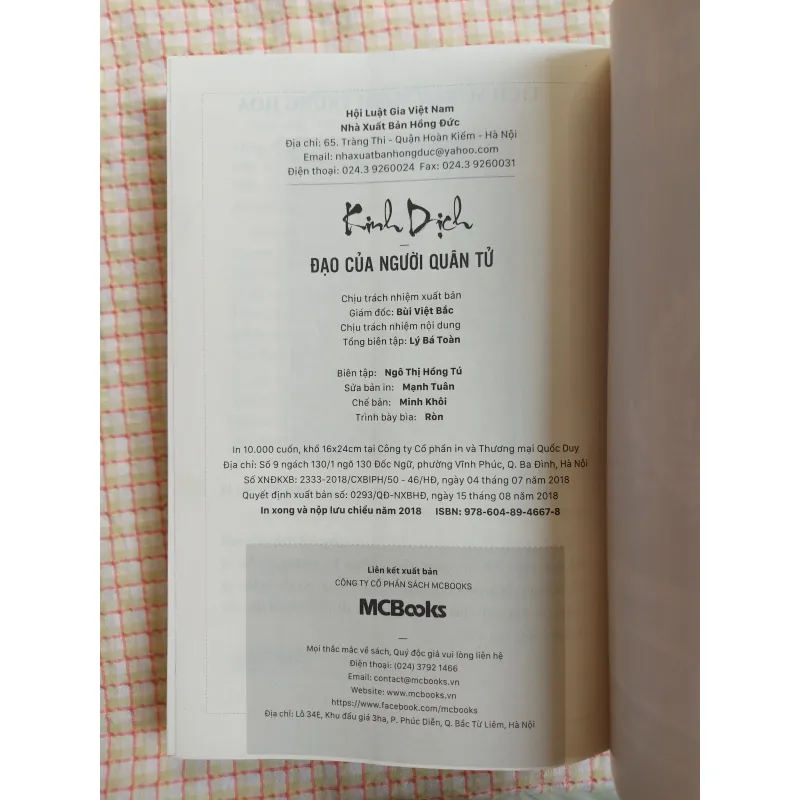 Hội Luật Gia Việt Nam
Nhà Xuất Bản Hồng Đức
Địa chỉ: 65. Tràng Thi - Quận Hoàn Kiếm - Hà Nội
Email: nhaxuatbanhongduc@yahoo.com
Điện thoại: 024.3 9260024 Fax: 024.3 9260031
Kinh Dịch
ĐẠO CỦA NGƯỜI QUÂN TỬ
Chịu trách nhiệm xuất bản
Giám đốc: Bùi Việt Bắc
Chịu trách nhiệm nội dung
Tổng biên tập: Lý Bá Toàn
Biên tập: Ngô Thị Hồng Tú
Sửa bản in: Mạnh Tuân
Chế bản: Minh Khôi
Trình bày bìa: Ròn
In 10.000 cuốn, khổ 16x24cm tại Công ty Cổ phần in và Thương mại Quốc Duy
Địa chỉ: Số 9 ngách 130/1 ngõ 130 Đốc Ngữ, phường Vĩnh Phúc, Q. Ba Đình, Hà Nội
Số XNĐKXB: 2333-2018/CXBIPH/50 - 46/HĐ, ngày 04 tháng 07 năm 2018
Quyết định xuất bản số: 0293/QĐ-NXBHĐ, ngày 15 tháng 08 năm 2018
In xong và nộp lưu chiểu năm 2018 ISBN: 978-604-89-4667-8
Liên kết xuất bản
CÔNG TY CỔ PHẦN SÁCH MCBOOKS
MCBooks
Mọi thắc mắc về sách, Quý độc giả vui lòng liên hệ
Điện thoại: (024) 3792 1466
Email: contact@mcbooks.vn
Website: www.mcbooks.vn
https://www.facebook.com/mcbooks
Địa chỉ: Lô 34E, Khu đấu giá 3ha, P. Phúc Diễn, Q. Bắc Từ Liêm, Hà Nội